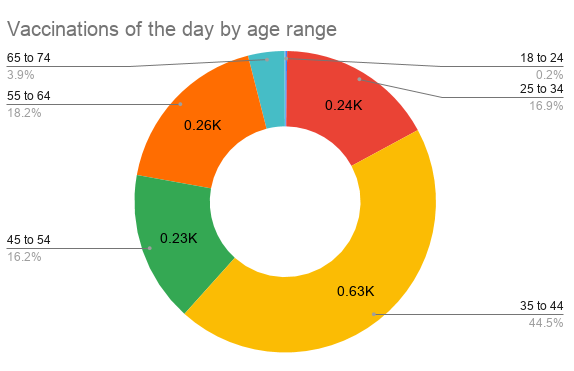 Vaccinations of the day by age range
65 to 74
3.9%
18 to 24
0.2%
25 to 34
16.9%
55 to 64
18.2%
0.24K
0.26K
0.23K
45 to 54
16.2%
0.63K
35 to 44
44.5%